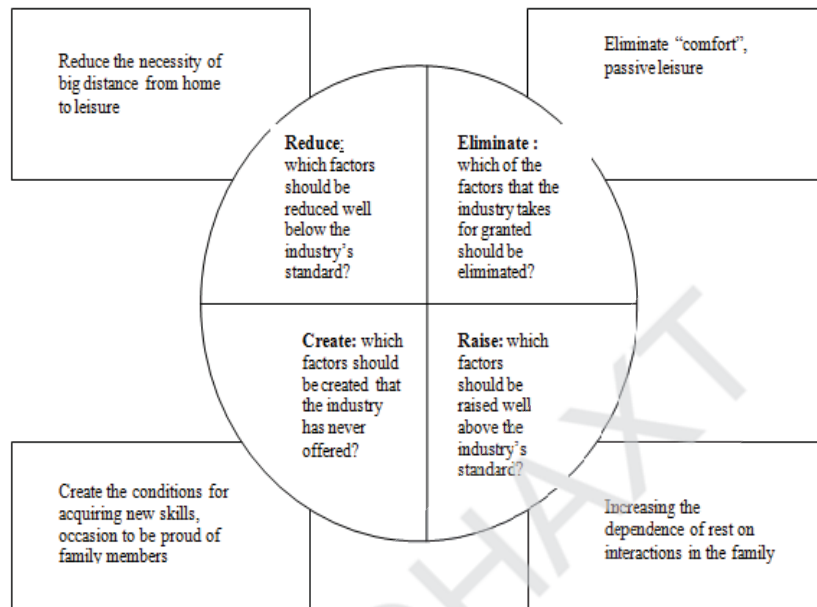 Reduce the necessity of
big distance from home
to leisure
Eliminate “comfort”,
passive leisure
Reduce:
which factors
should be
reduced well
below the
industry’s
standard?
Eliminate :
which of the
factors that the
industry takes
for granted
should be
eliminated?
Create: which
factors should
be created that
the industry
has never
offered?
Raise: which
factors
should be
raised well
above the
industry’s
standard?
Create the conditions for
acquiring new skills,
occasion to be proud of
family members
Increasing the
dependence of rest on
interactions in the family